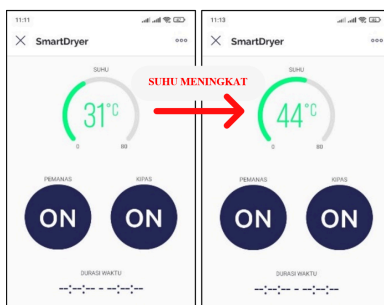 11:11
SmartDryer
SUHU
31°C
0 80
PEMANAS KIPAS
ON ON
DURASI WAKTU
--:--:-- - --:--:--
SUHU MENINGKAT
11:13
SmartDryer
SUHU
44°C
0 80
PEMANAS KIPAS
ON ON
DURASI WAKTU
--:--:-- - --:--:--